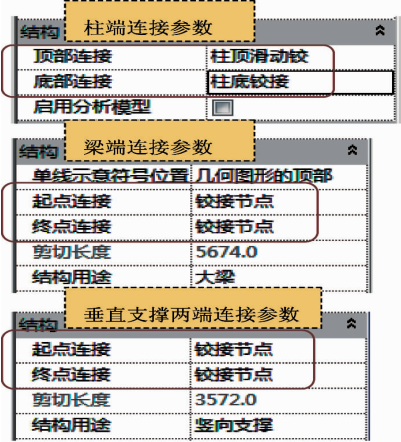 结构 柱端连接参数
顶部连接 柱顶滑动铰
底部连接 柱底铰接
启用分析模型
结构 梁端连接参数
单线示意符号位置 几何图形的顶部
起点连接 铰接节点
终点连接 铰接节点
剪切长度 5674.0
结构用途 大梁
结构 垂直支撑两端连接参数
起点连接 铰接节点
终点连接 铰接节点
剪切长度 3572.0
结构用途 竖向支撑